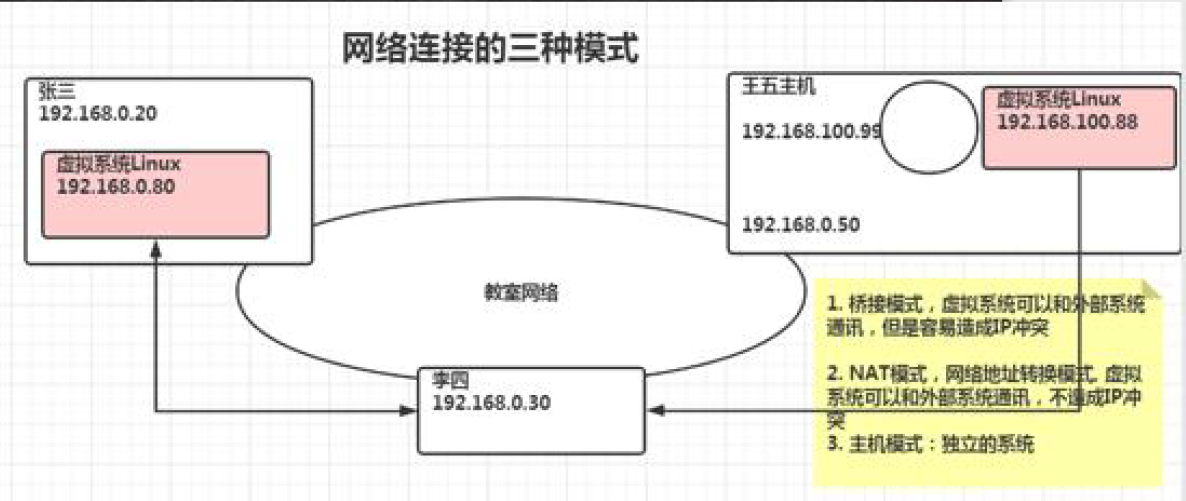 网络连接的三种模式
张三
192.168.0.20
虚拟系统Linux
192.168.0.80
王五主机
192.168.100.99
虚拟系统Linux
192.168.100.88
192.168.0.50
教室网络
李四
192.168.0.30
1. 桥接模式，虚拟系统可以和外部系统
通讯，但是容易造成IP冲突
2. NAT模式，网络地址转换模式. 虚拟
系统可以和外部系统通讯，不造成IP冲
突
3. 主机模式：独立的系统